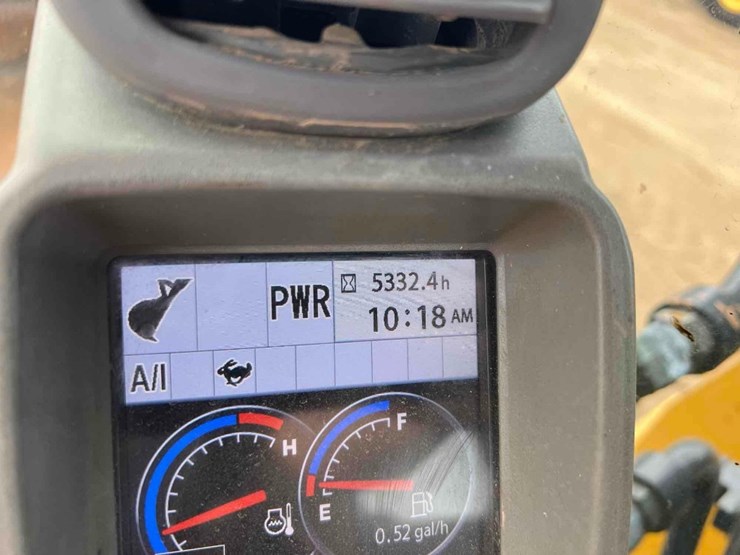 PWR
5332.4h
10:18 AM
A/I
H
F
E
0.52 gal/h